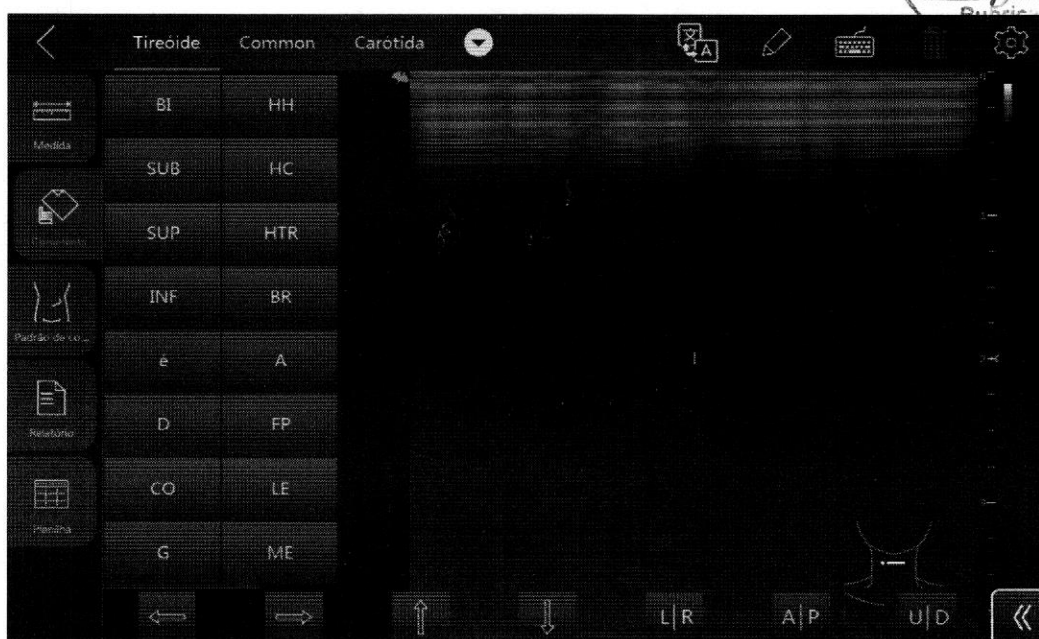 Rubric
Tireóide Common Carótida
A
Medida
BI HH
SUB HC
SUP HTR
INF BR
Padrão de co...
é A
D FP
Relatório
CO LE
Planilha
G ME
L|R A|P U|D